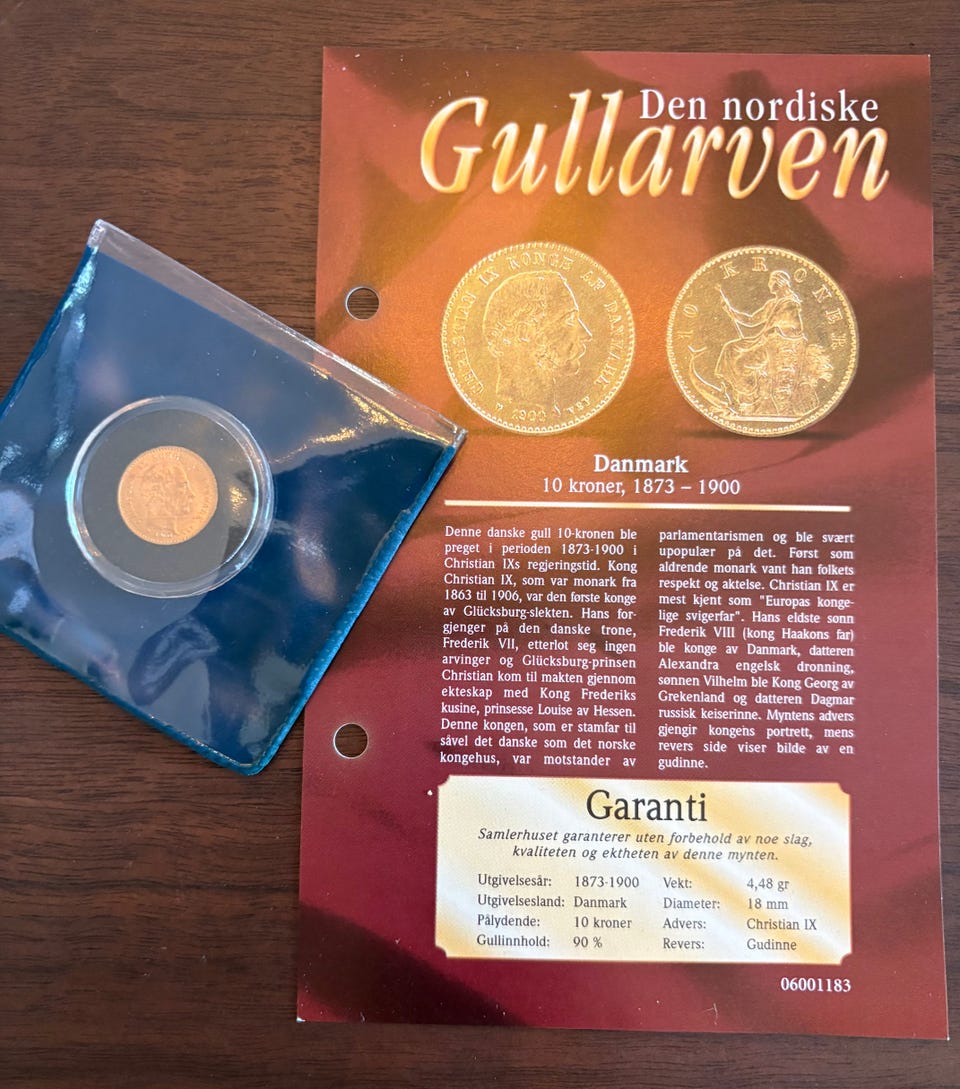 Den nordiske
Gullarven
CHRISTIAN IX KONGE AF DANMARK
1900
10 KRONER
Danmark
10 kroner, 1873 – 1900
Denne danske gull 10-kronen ble
preget i perioden 1873-1900 i
Christian IXs regjeringstid. Kong
Christian IX, som var monark fra
1863 til 1906, var den første konge
av Glücksburg-slekten. Hans for-
gjenger på den danske trone,
Frederik VII, etterlot seg ingen
arvinger og Glücksburg-prinsen
Christian kom til makten gjennom
ekteskap med Kong Frederiks
kusine, prinsesse Louise av Hessen.
Denne kongen, som er stamfar til
såvel det danske som det norske
kongehus, var motstander av
parlamentarismen og ble svært
upopulær på det. Først som
aldrende monark vant han folkets
respekt og aktelse. Christian IX er
mest kjent som "Europas konge-
lige svigerfar". Hans eldste sønn
Frederik VIII (kong Haakons far)
ble konge av Danmark, datteren
Alexandra engelsk dronning,
sønnen Vilhelm ble Kong Georg av
Grekenland og datteren Dagmar
russisk keiserinne. Myntens advers
gjengir kongens portrett, mens
revers side viser bilde av en
gudinne.
Garanti
Samlerhuset garanterer uten forbehold av noe slag,
kvaliteten og ektheten av denne mynten.
Utgivelsesår: 1873-1900 Vekt: 4,48 gr
Utgivelsesland: Danmark Diameter: 18 mm
Pålydende: 10 kroner Advers: Christian IX
Gullinnhold: 90 % Revers: Gudinne
06001183